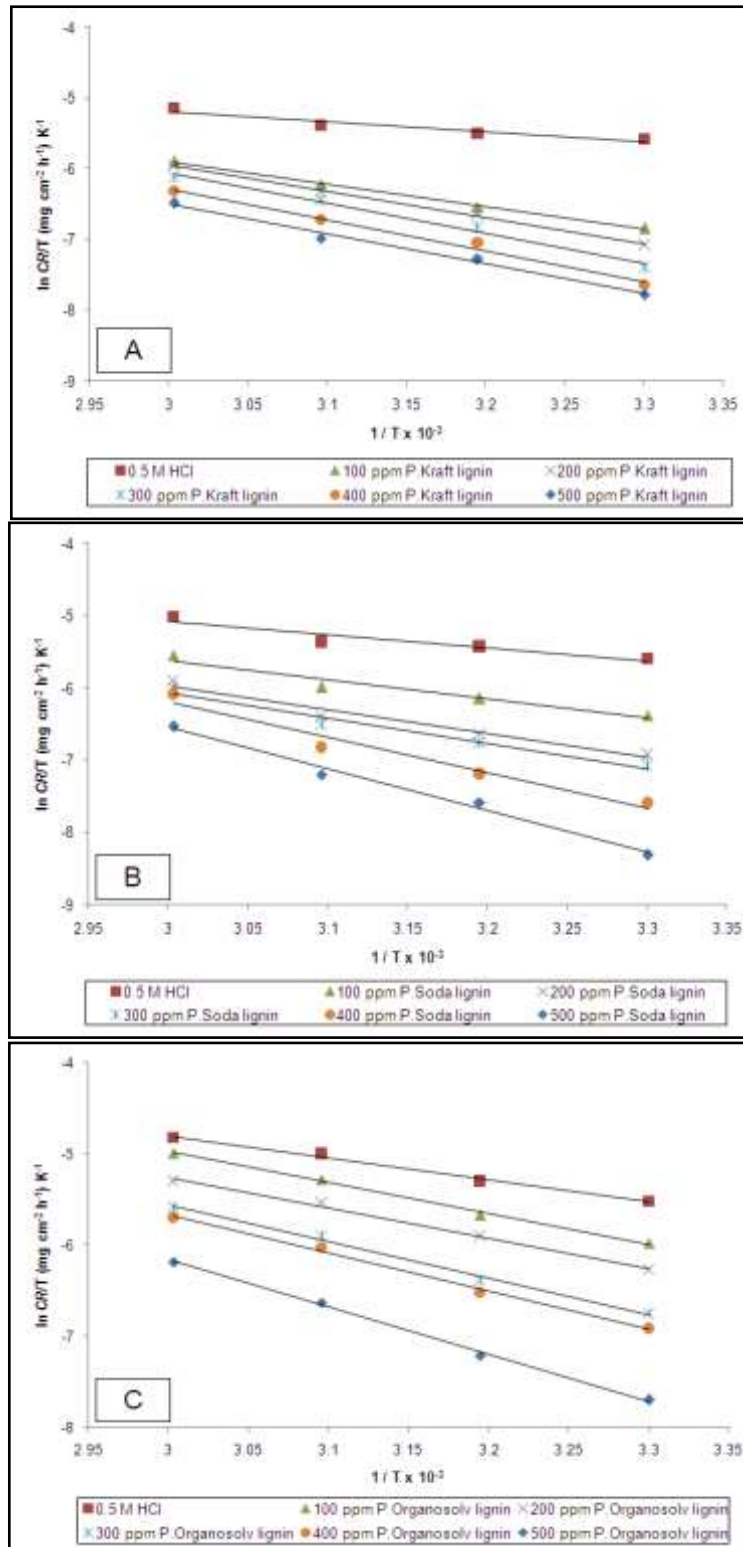 -4
-5
-6
-7
-8
-9
ln CR/T (mg cm⁻² h⁻¹) K⁻¹
A
2.95 3 3.05 3.1 3.15 3.2 3.25 3.3 3.35
1 / T x 10⁻³
0.5 M HCl 100 ppm P.Kraft lignin 200 ppm P.Kraft lignin
300 ppm P.Kraft lignin 400 ppm P.Kraft lignin 500 ppm P.Kraft lignin
-4
-5
-6
-7
-8
-9
ln CR/T (mg cm⁻² h⁻¹) K⁻¹
B
2.95 3 3.05 3.1 3.15 3.2 3.25 3.3 3.35
1 / T x 10⁻³
0.5 M HCl 100 ppm P.Soda lignin 200 ppm P.Soda lignin
300 ppm P.Soda lignin 400 ppm P.Soda lignin 500 ppm P.Soda lignin
-4
-5
-6
-7
-8
ln CR/T (mg cm⁻² h⁻¹) K⁻¹
C
2.95 3 3.05 3.1 3.15 3.2 3.25 3.3 3.35
1 / T x 10⁻³
0.5 M HCl 100 ppm P.Organosolv lignin 200 ppm P.Organosolv lignin
300 ppm P.Organosolv lignin 400 ppm P.Organosolv lignin 500 ppm P.Organosolv lignin